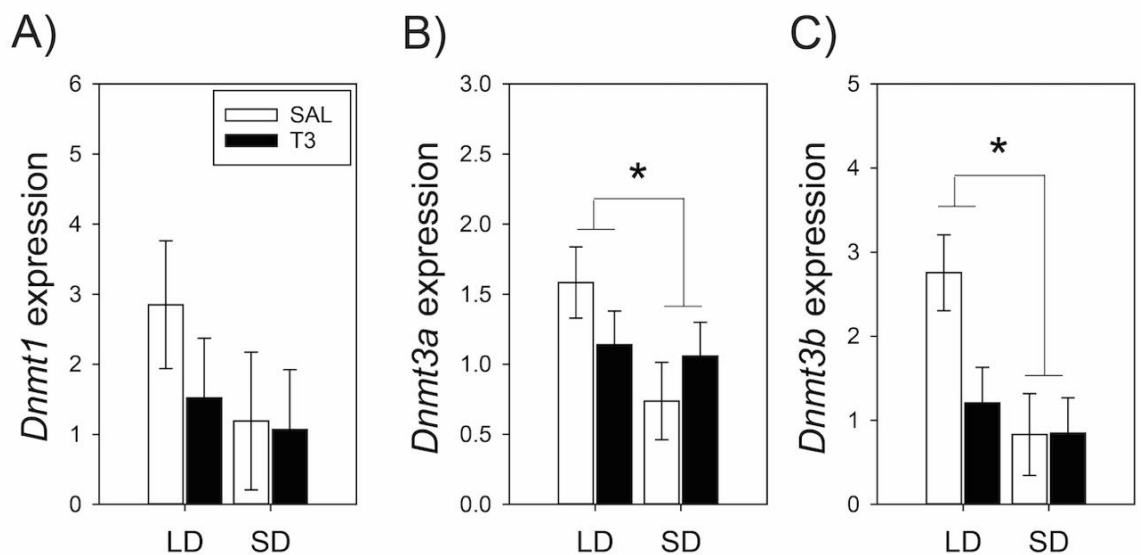 A)
Dnmt1 expression
6
5
4
3
2
1
0
SAL
T3
LD SD
B)
Dnmt3a expression
3.0
2.5
2.0
1.5
1.0
0.5
0.0
*
LD SD
C)
Dnmt3b expression
5
4
3
2
1
0
*
LD SD